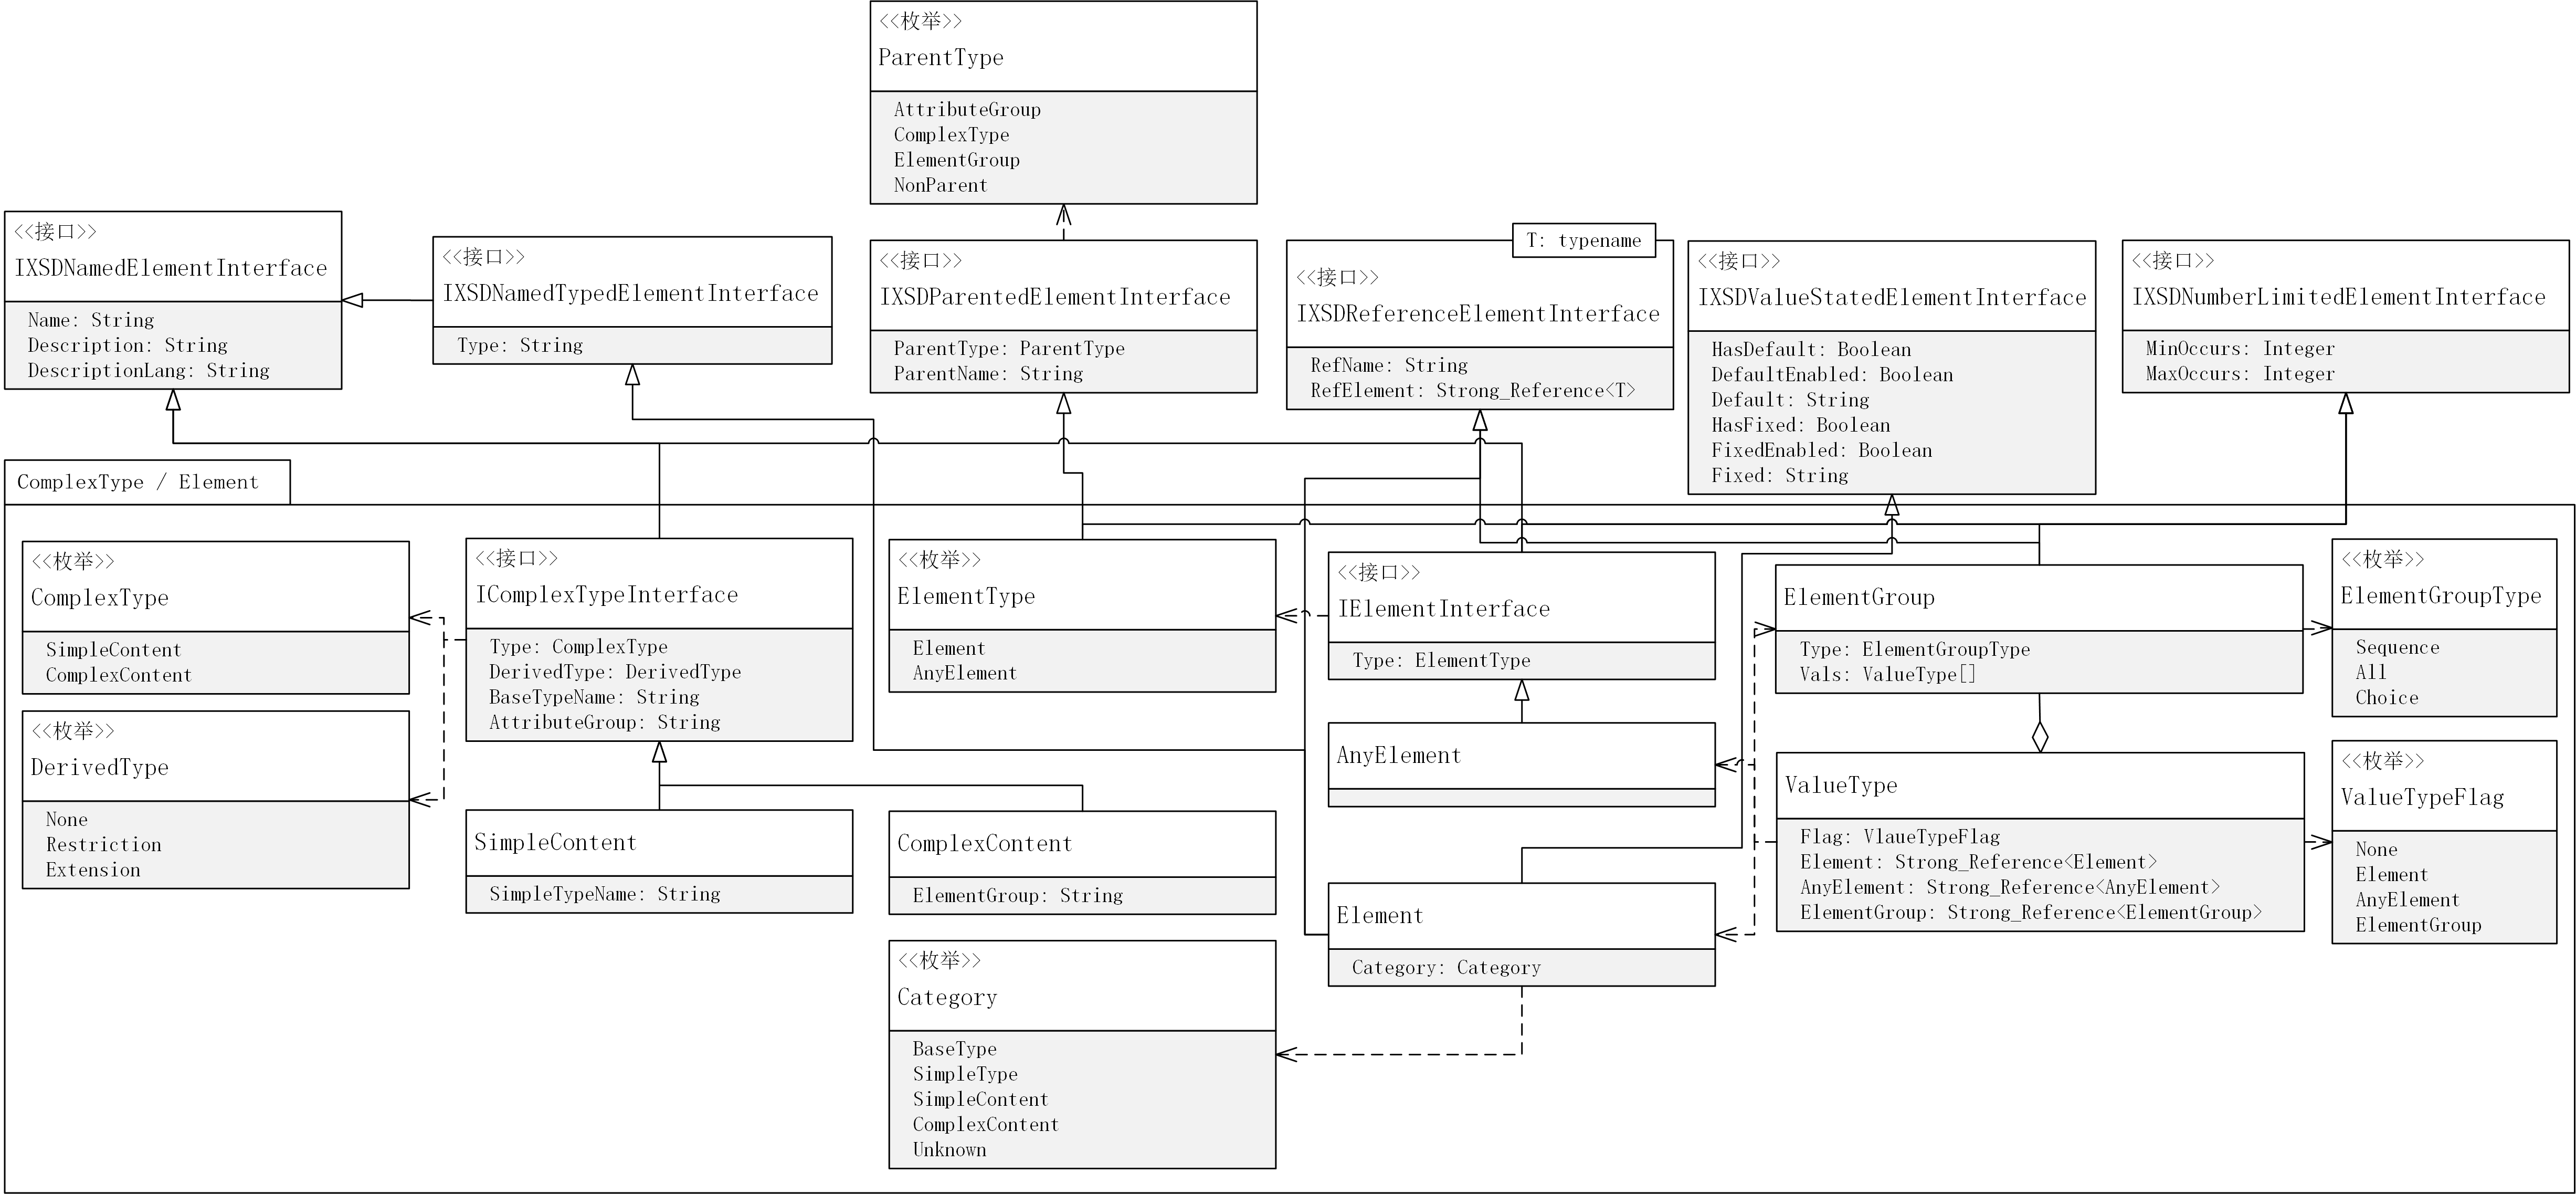 <<枚举>>
ParentType
AttributeGroup
ComplexType
ElementGroup
NonParent
<<接口>>
IXSDNamedElementInterface
Name: String
Description: String
DescriptionLang: String
<<接口>>
IXSDNamedTypedElementInterface
Type: String
<<接口>>
IXSDParentedElementInterface
ParentType: ParentType
ParentName: String
T: typename
<<接口>>
IXSDReferenceElementInterface
RefName: String
RefElement: Strong_Reference<T>
<<接口>>
IXSDValueStatedElementInterface
HasDefault: Boolean
DefaultEnabled: Boolean
Default: String
HasFixed: Boolean
FixedEnabled: Boolean
Fixed: String
<<接口>>
IXSDNumberLimitedElementInterface
MinOccurs: Integer
MaxOccurs: Integer
ComplexType / Element
<<枚举>>
ComplexType
SimpleContent
ComplexContent
<<枚举>>
DerivedType
None
Restriction
Extension
<<接口>>
IComplexTypeInterface
Type: ComplexType
DerivedType: DerivedType
BaseTypeName: String
AttributeGroup: String
SimpleContent
SimpleTypeName: String
<<枚举>>
ElementType
Element
AnyElement
ComplexContent
ElementGroup: String
<<枚举>>
Category
BaseType
SimpleType
SimpleContent
ComplexContent
Unknown
<<接口>>
IElementInterface
Type: ElementType
AnyElement
Element
Category: Category
ElementGroup
Type: ElementGroupType
Vals: ValueType[]
ValueType
Flag: VlaueTypeFlag
Element: Strong_Reference<Element>
AnyElement: Strong_Reference<AnyElement>
ElementGroup: Strong_Reference<ElementGroup>
<<枚举>>
ElementGroupType
Sequence
All
Choice
<<枚举>>
ValueTypeFlag
None
Element
AnyElement
ElementGroup